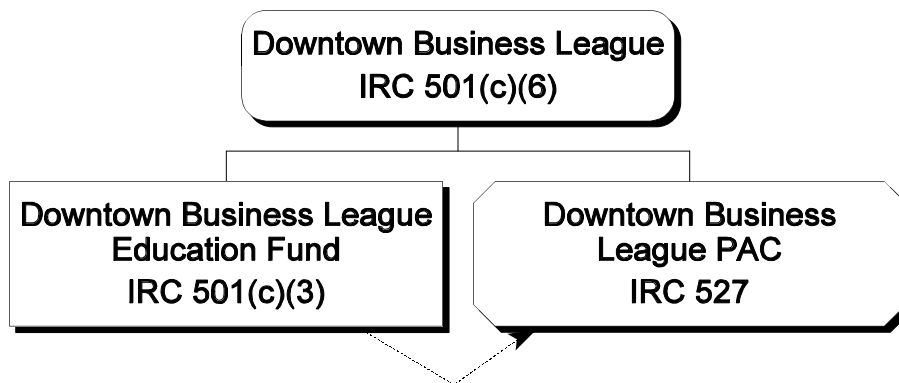 Downtown Business League
IRC 501(c)(6)
Downtown Business League
Education Fund
IRC 501(c)(3)
Downtown Business
League PAC
IRC 527